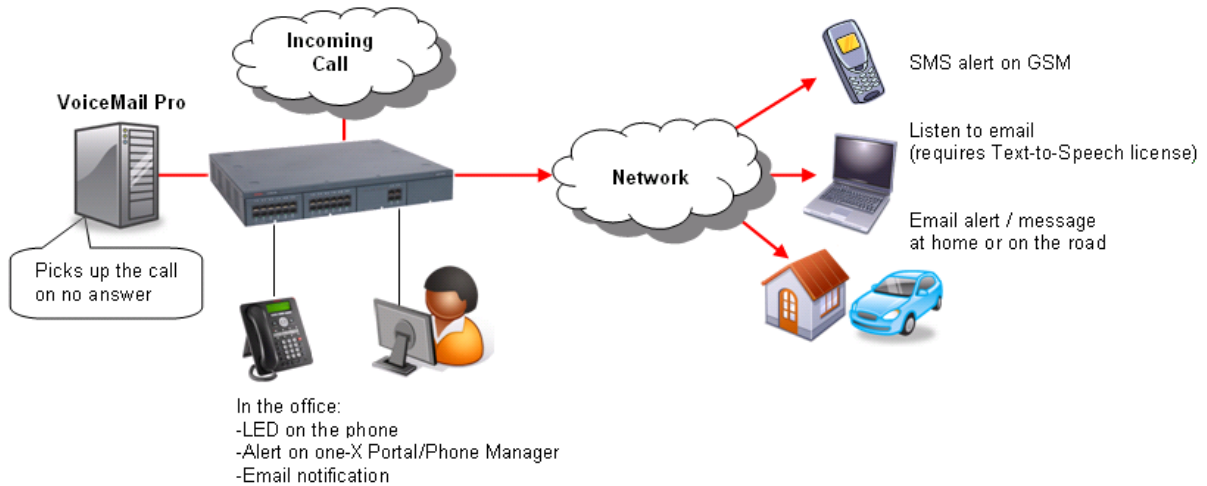 Incoming
Call
VoiceMail Pro
SMS alert on GSM
Listen to email
(requires Text-to-Speech license)
Network
Email alert / message
at home or on the road
Picks up the call
on no answer
In the office:
-LED on the phone
-Alert on one-X Portal/Phone Manager
-Email notification